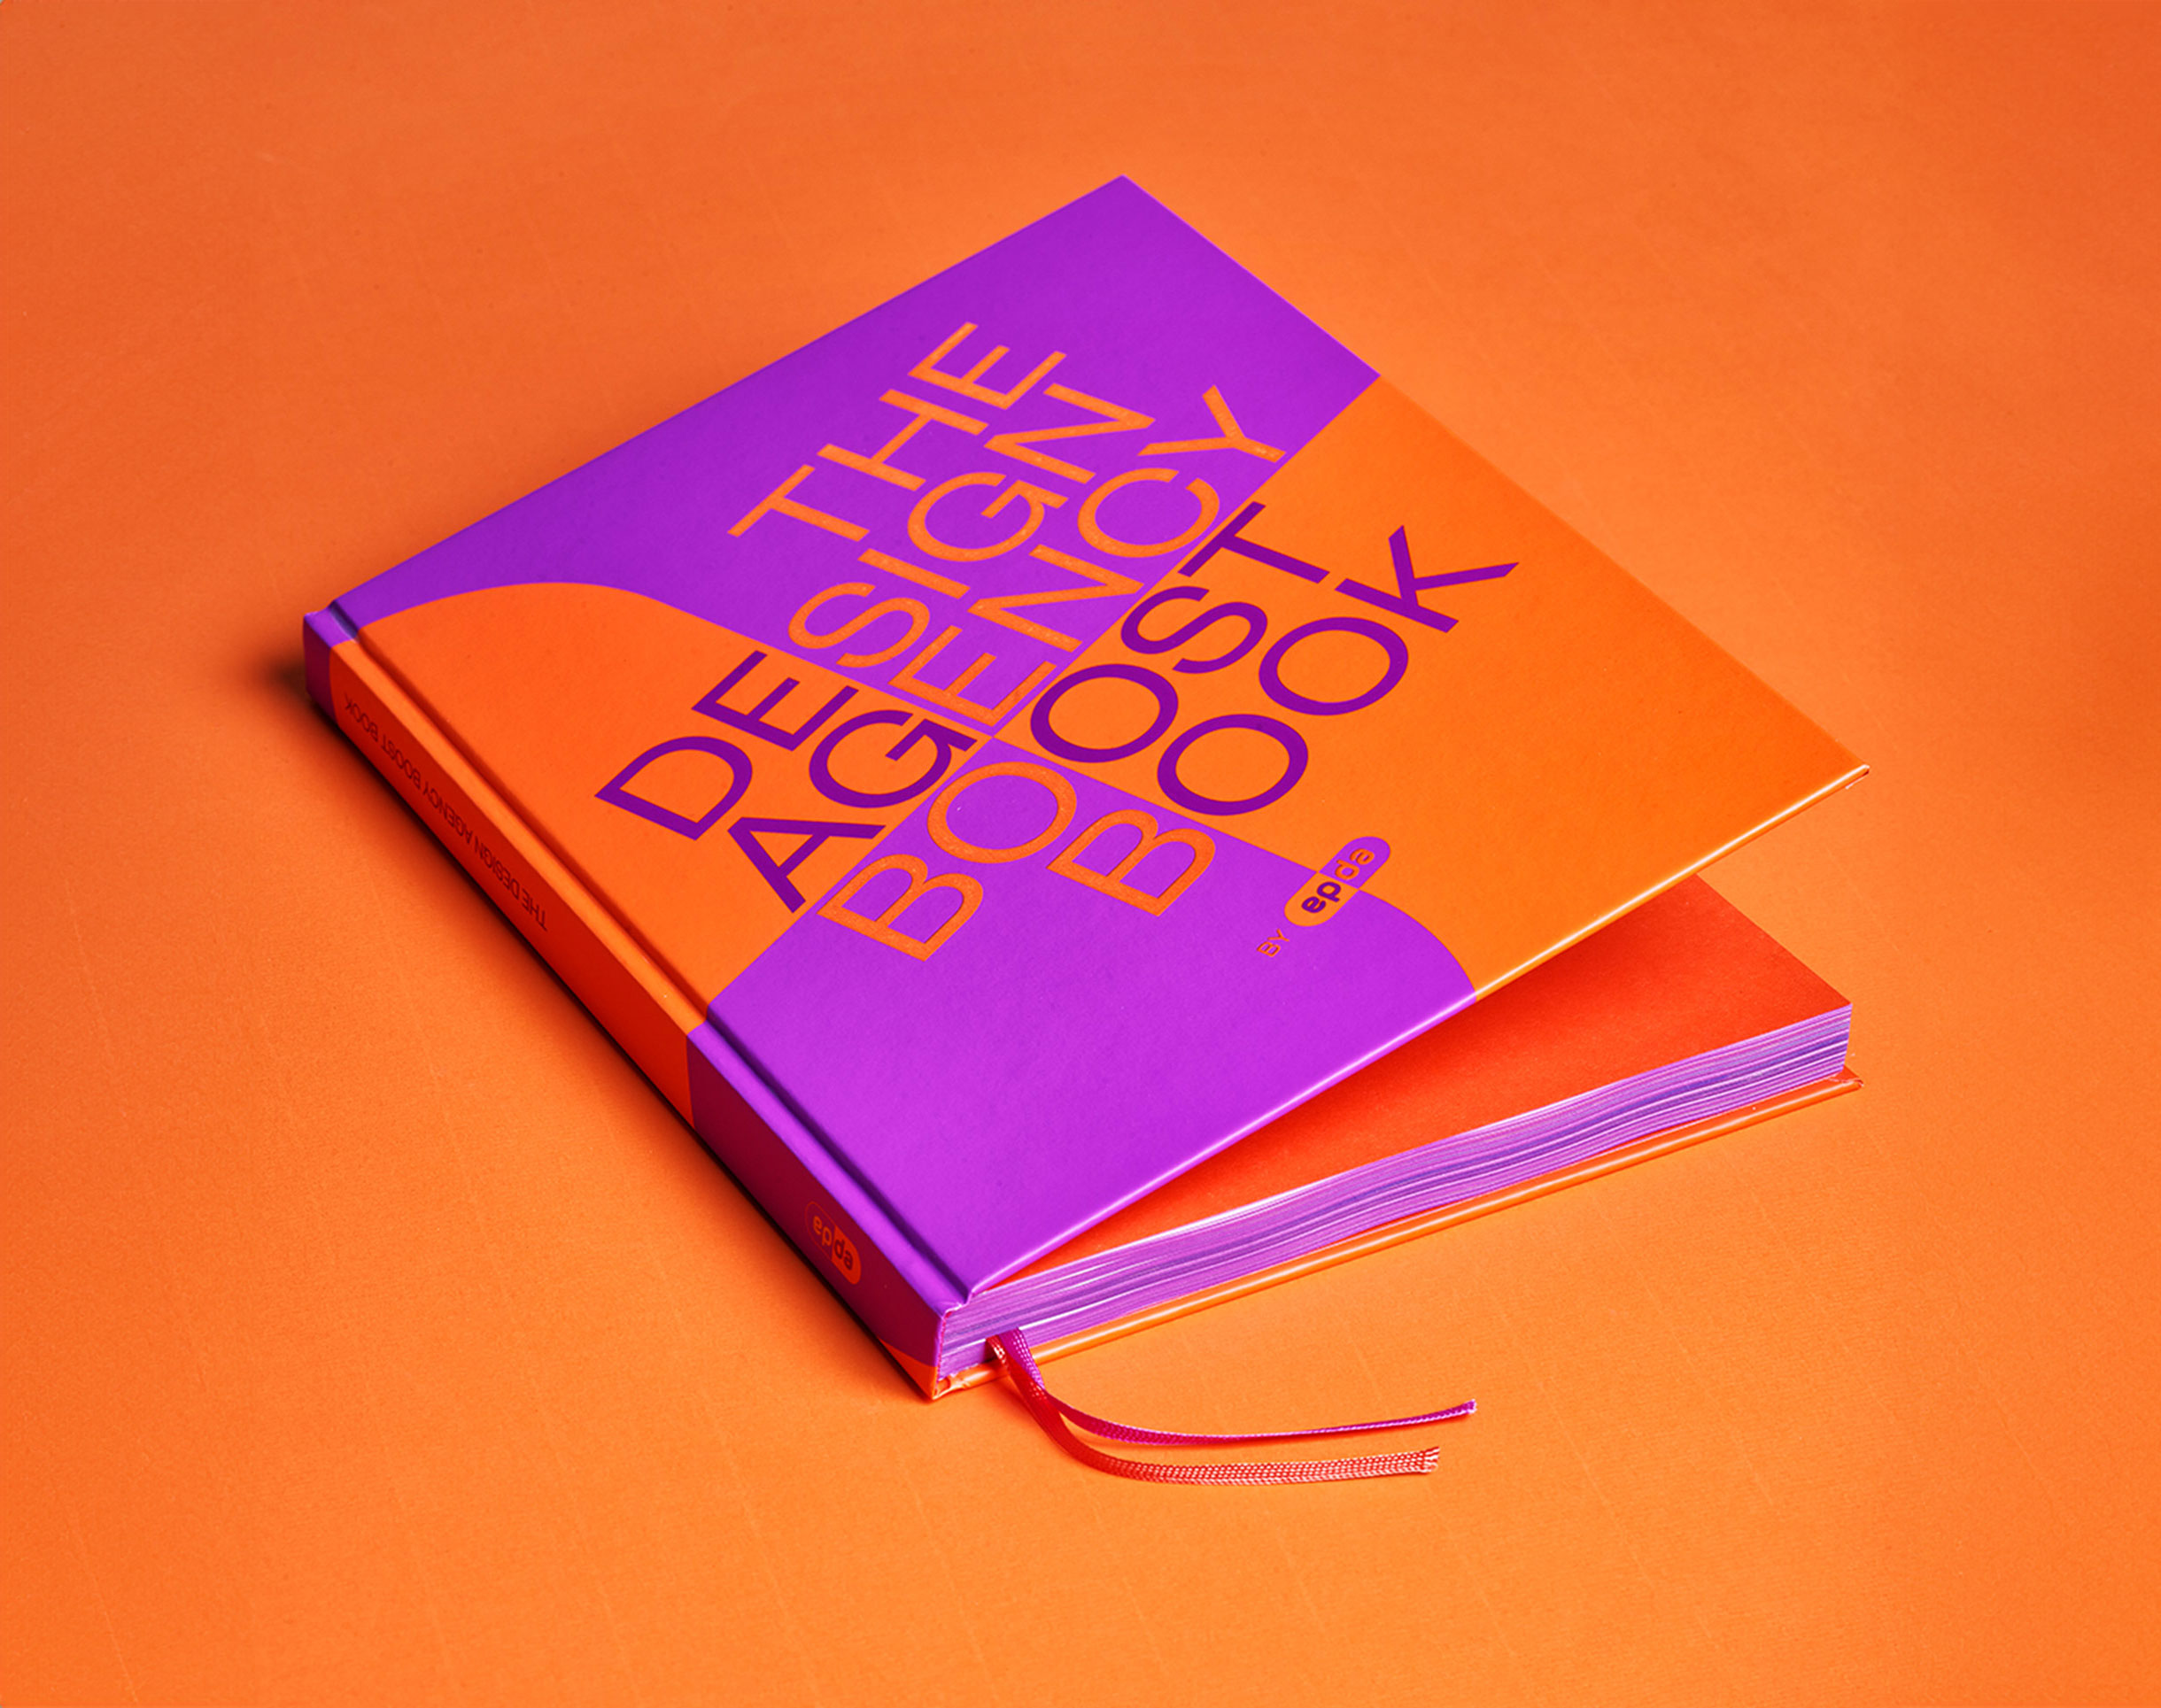 THE
DESIGN
AGENCY
BOOST
BOOK
BY epda
THE DESIGN AGENCY BOOST BOOK
epda